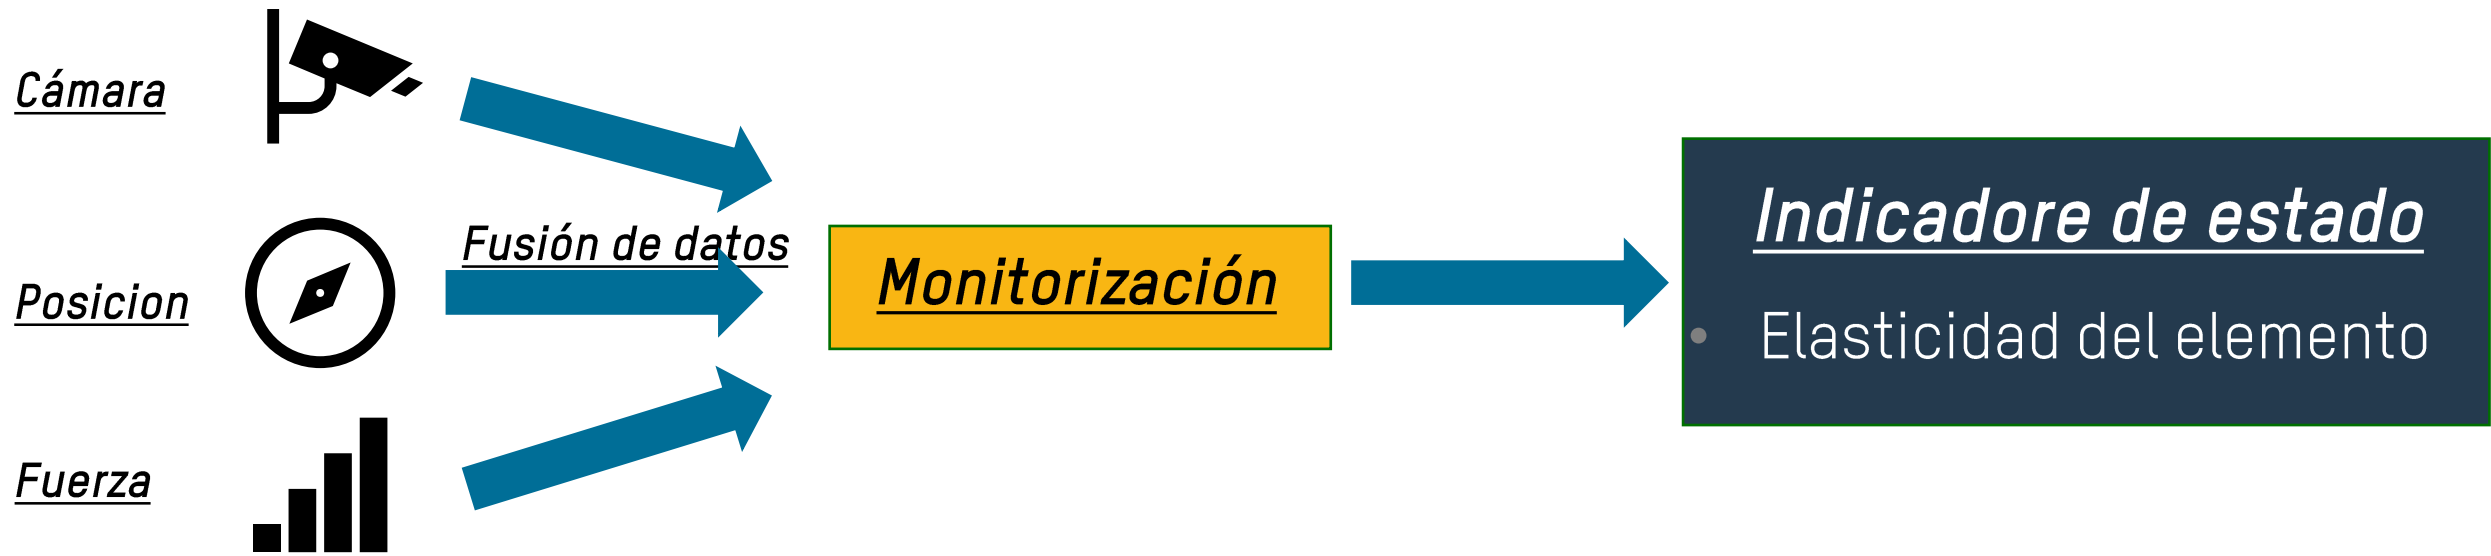 Cámara
Fusión de datos
Posicion
Fuerza
Monitorización
Indicadore de estado
• Elasticidad del elemento